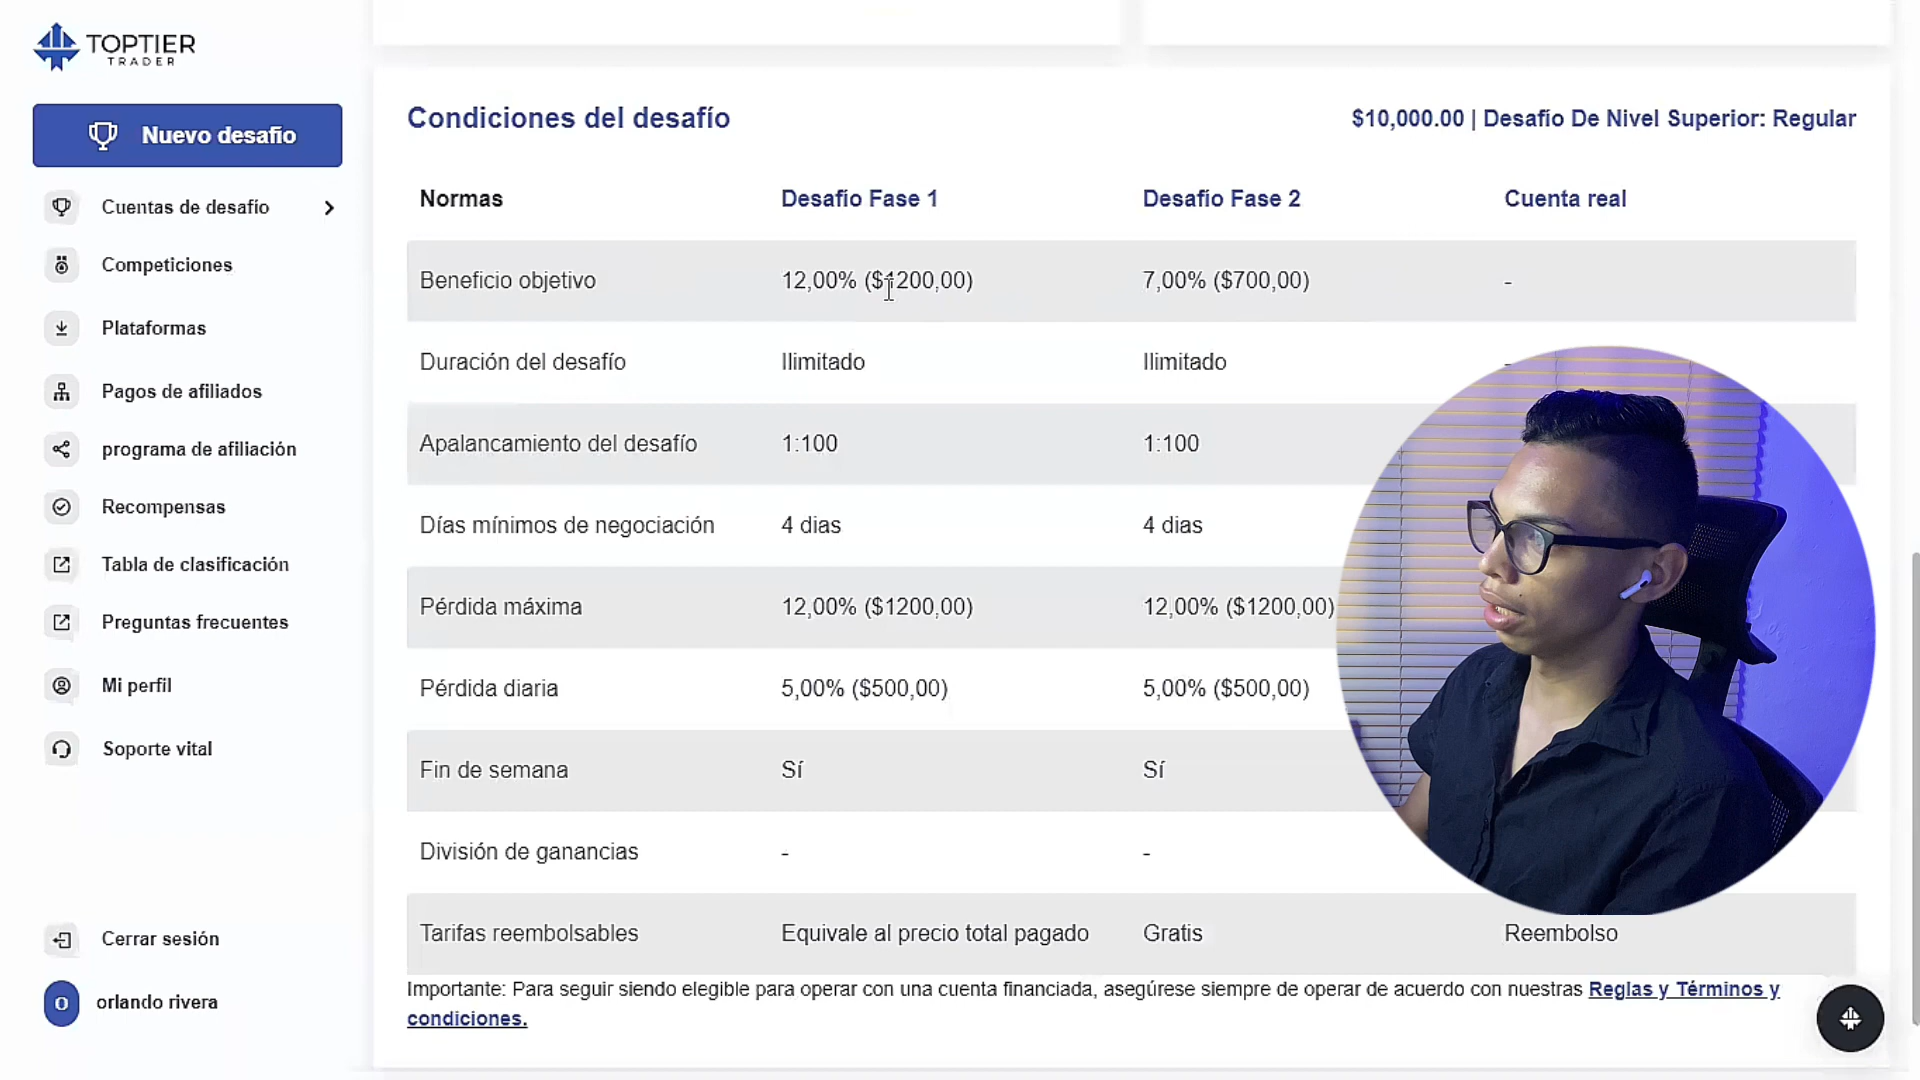 TOPTIER
TRADER
Nuevo desafío
Cuentas de desafío
Competiciones
Plataformas
Pagos de afiliados
programa de afiliación
Recompensas
Tabla de clasificación
Preguntas frecuentes
Mi perfil
Soporte vital
Cerrar sesión
O orlando rivera
Condiciones del desafío
$10,000.00 | Desafío De Nivel Superior: Regular
Normas Desafío Fase 1 Desafío Fase 2 Cuenta real
Beneficio objetivo 12,00% ($1200,00) 7,00% ($700,00) -
Duración del desafío Ilimitado Ilimitado -
Apalancamiento del desafío 1:100 1:100
Días mínimos de negociación 4 dias 4 dias
Pérdida máxima 12,00% ($1200,00) 12,00% ($1200,00)
Pérdida diaria 5,00% ($500,00) 5,00% ($500,00)
Fin de semana Sí Sí
División de ganancias - -
Tarifas reembolsables Equivale al precio total pagado Gratis Reembolso
Importante: Para seguir siendo elegible para operar con una cuenta financiada, asegúrese siempre de operar de acuerdo con nuestras Reglas y Términos y
condiciones.